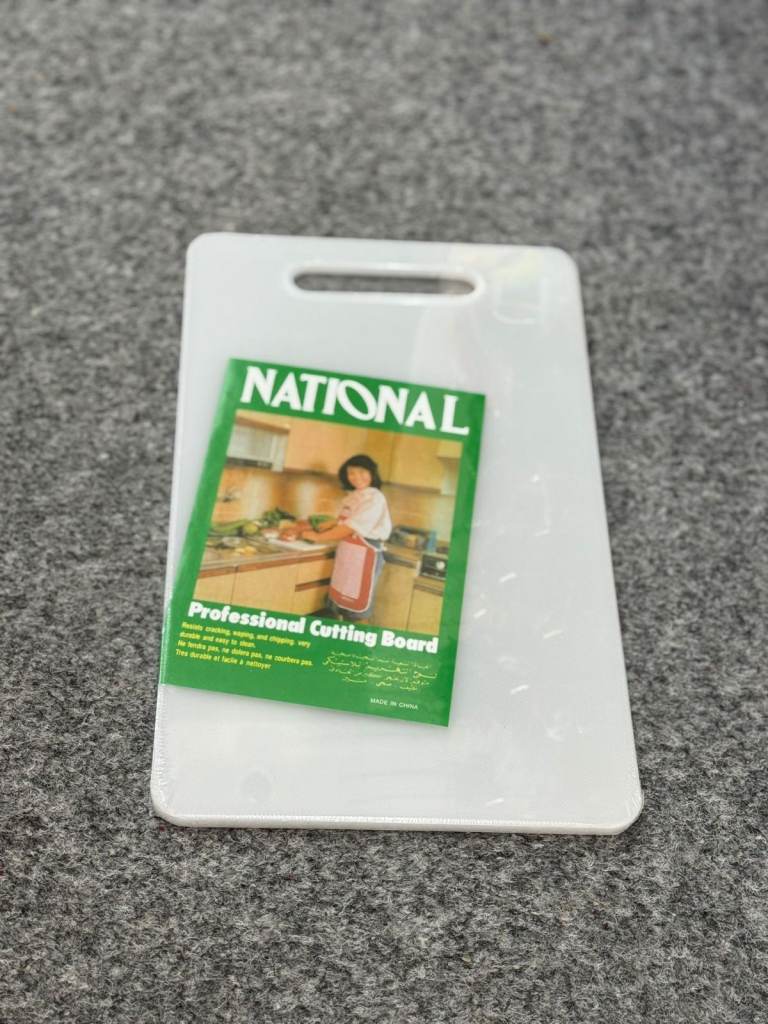 NATIONAL
Professional Cutting Board
Resists cracking, waping, and chipping. very
durable and easy to clean.
Ne fendra pas, ne dolera pas, ne courbera pas.
Tres durable et facile à nettoyer
MADE IN CHINA